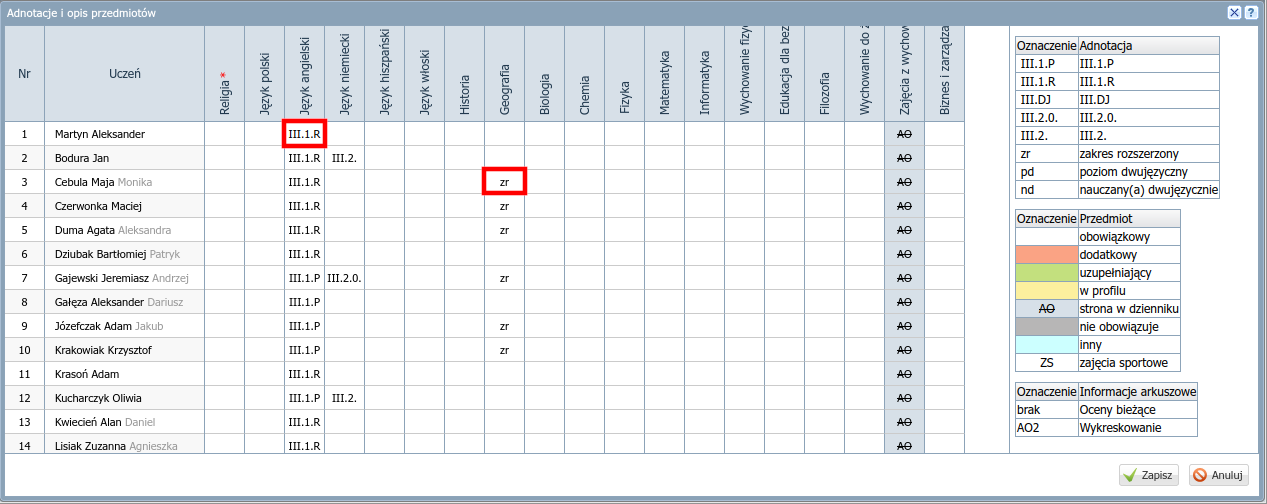 Adnotacje i opis przedmiotów
Nr Uczeń Religia * Język polski Język angielski Język niemiecki Język hiszpański Język włoski Historia Geografia Biologia Chemia Fizyka Matematyka Informatyka Wychowanie fizyc Edukacja dla bez Filozofia Wychowanie do ż Zajęcia z wychow Biznes i zarządza
1 Martyn Aleksander III.1.R AO
2 Bodura Jan III.1.R III.2. AO
3 Cebula Maja Monika III.1.R zr AO
4 Czerwonka Maciej III.1.R zr AO
5 Duma Agata Aleksandra III.1.R zr AO
6 Dziubak Bartłomiej Patryk III.1.R AO
7 Gajewski Jeremiasz Andrzej III.1.P III.2.0. zr AO
8 Gałęza Aleksander Dariusz III.1.P AO
9 Józefczak Adam Jakub III.1.P zr AO
10 Krakowiak Krzysztof III.1.P zr AO
11 Krasoń Adam III.1.R AO
12 Kucharczyk Oliwia III.1.P III.2. AO
13 Kwiecień Alan Daniel III.1.R AO
14 Lisiak Zuzanna Agnieszka III.1.R AO
Oznaczenie Adnotacja
III.1.P III.1.P
III.1.R III.1.R
III.DJ III.DJ
III.2.0. III.2.0.
III.2. III.2.
zr zakres rozszerzony
pd poziom dwujęzyczny
nd nauczany(a) dwujęzycznie
Oznaczenie Przedmiot
obowiązkowy
dodatkowy
uzupełniający
w profilu
AO strona w dzienniku
nie obowiązuje
inny
ZS zajęcia sportowe
Oznaczenie Informacje arkuszowe
brak Oceny bieżące
AO2 Wykreskowanie
Zapisz Anuluj